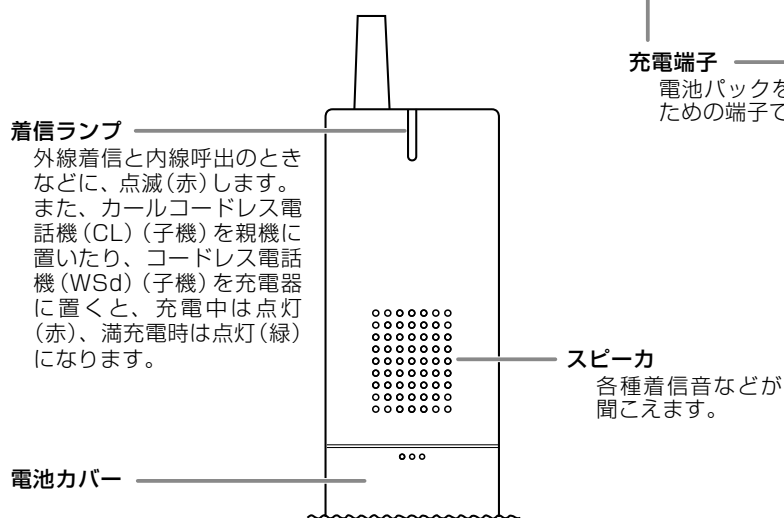 充電端子
電池パックを
ための端子で
着信ランプ
外線着信と内線呼出のとき
などに、点滅(赤)します。
また、カールコードレス電
話機(CL)(子機)を親機に
置いたり、コードレス電話
機(WSd)(子機)を充電器
に置くと、充電中は点灯
(赤)、満充電時は点灯(緑)
になります。
スピーカ
各種着信音などが
聞こえます。
電池カバー